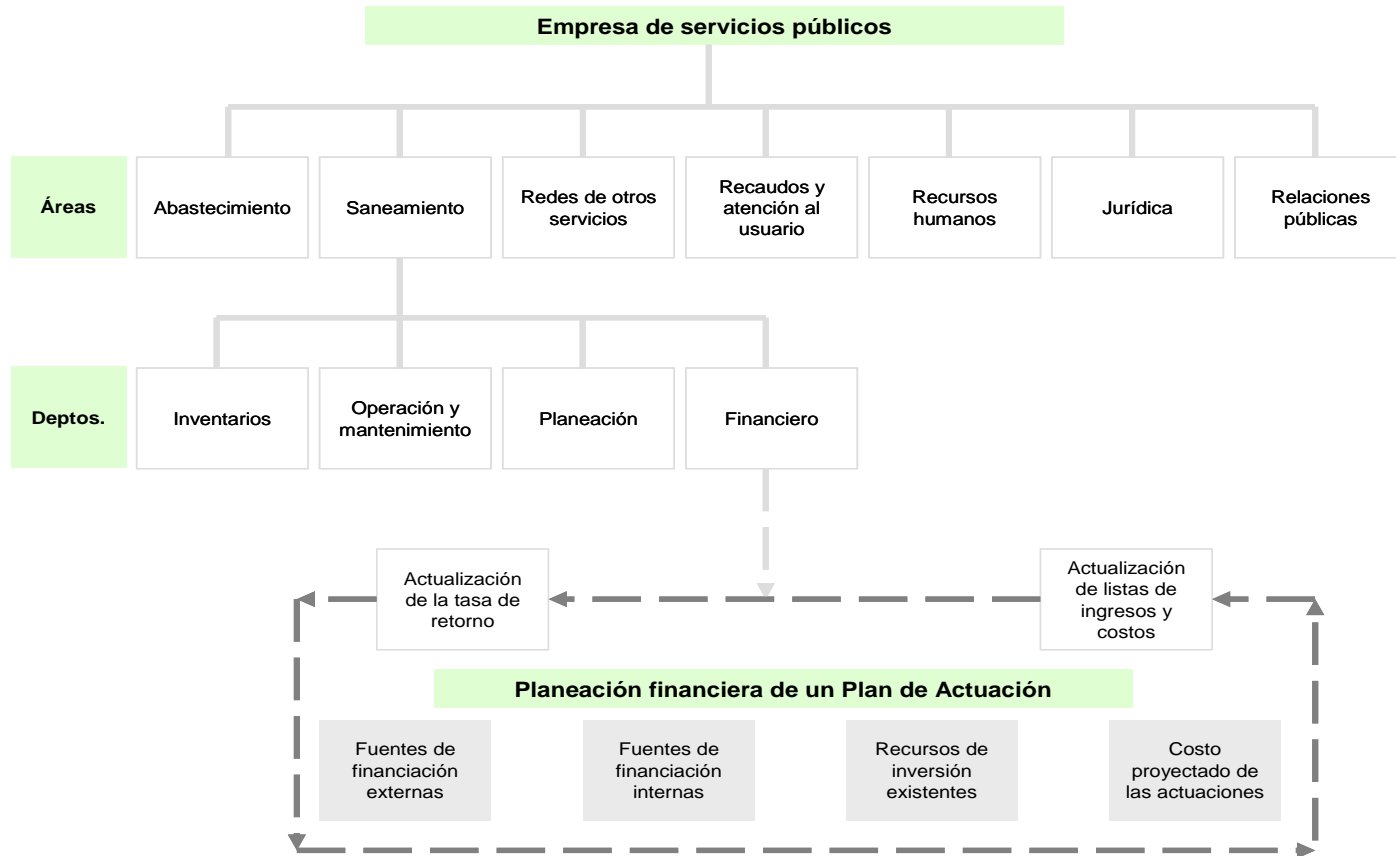 Empresa de servicios públicos
Áreas
Abastecimiento
Saneamiento
Redes de otros
servicios
Recaudos y
atención al
usuario
Recursos
humanos
Jurídica
Relaciones
públicas
Deptos.
Inventarios
Operación y
mantenimiento
Planeación
Financiero
Actualización
de la tasa de
retorno
Actualización
de listas de
ingresos y
costos
Planeación financiera de un Plan de Actuación
Fuentes de
financiación
externas
Fuentes de
financiación
internas
Recursos de
inversión
existentes
Costo
proyectado de
las actuaciones